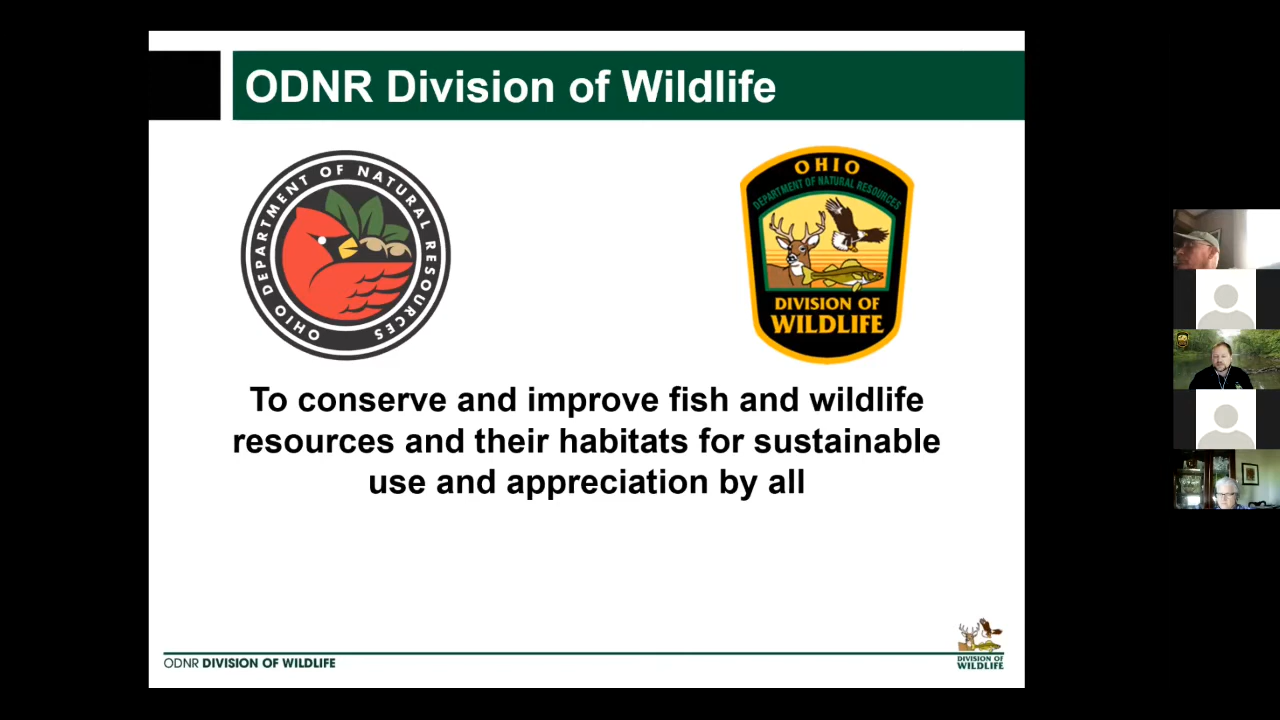 ODNR Division of Wildlife
OHIO DEPARTMENT OF NATURAL RESOURCES
OHIO
DEPARTMENT OF NATURAL RESOURCES
DIVISION OF
WILDLIFE
To conserve and improve fish and wildlife
resources and their habitats for sustainable
use and appreciation by all
ODNR DIVISION OF WILDLIFE
DIVISION OF
WILDLIFE